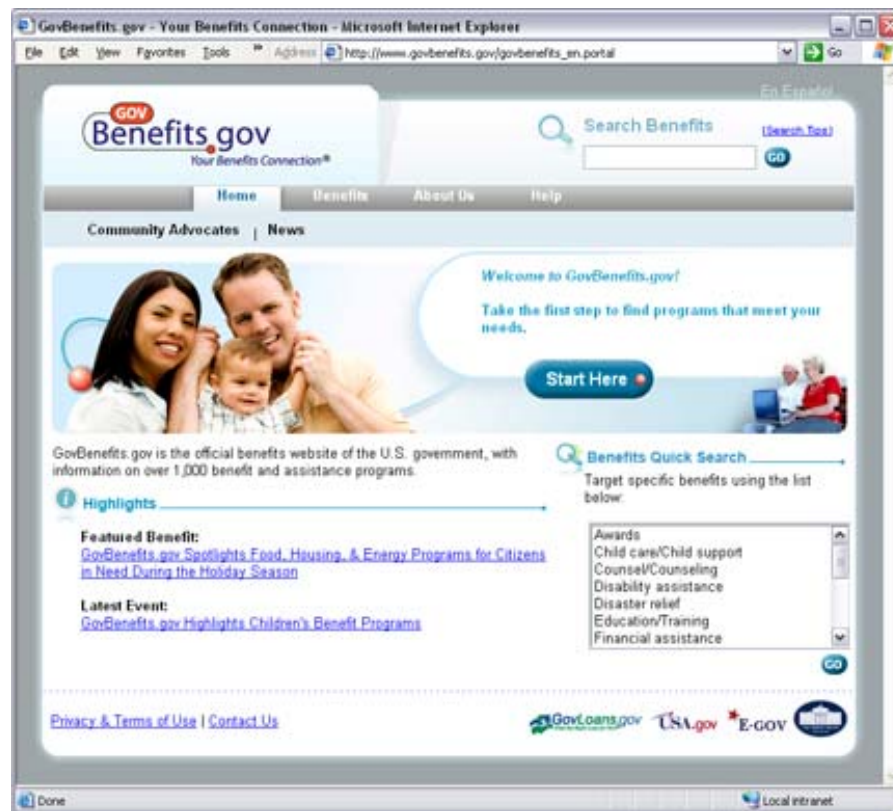 GovBenefits.gov - Your Benefits Connection - Microsoft Internet Explorer
File Edit View Favorites Tools » Address http://www.govbenefits.gov/govbenefits_en.portal Go
En Español
GOV
Benefits.gov
Your Benefits Connection®
Search Benefits
(Search Tips)
GO
Home Benefits About Us Help
Community Advocates | News
Welcome to GovBenefits.gov!
Take the first step to find programs that meet your
needs.
Start Here
GovBenefits.gov is the official benefits website of the U.S. government, with
information on over 1,000 benefit and assistance programs.
Highlights
Featured Benefit:
GovBenefits.gov Spotlights Food, Housing, & Energy Programs for Citizens
in Need During the Holiday Season
Latest Event:
GovBenefits.gov Highlights Children's Benefit Programs
Benefits Quick Search
Target specific benefits using the list
below:
Awards
Child care/Child support
Counsel/Counseling
Disability assistance
Disaster relief
Education/Training
Financial assistance
GO
Privacy & Terms of Use | Contact Us
GovLoans.gov USA.gov E-GOV
Done
Local intranet